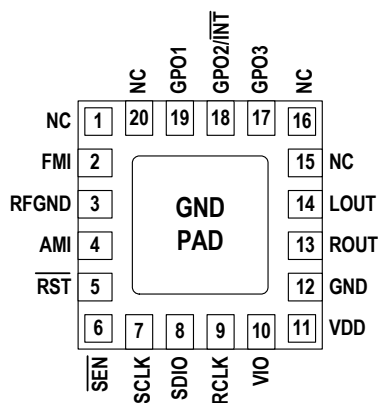 NC
GPO1
GPO2/INT
GPO3
NC
20
19
18
17
16
NC 1
FMI 2
RFGND 3
AMI 4
RST 5
GND
PAD
15 NC
14 LOUT
13 ROUT
12 GND
11 VDD
6
7
8
9
10
SEN
SCLK
SDIO
RCLK
VIO